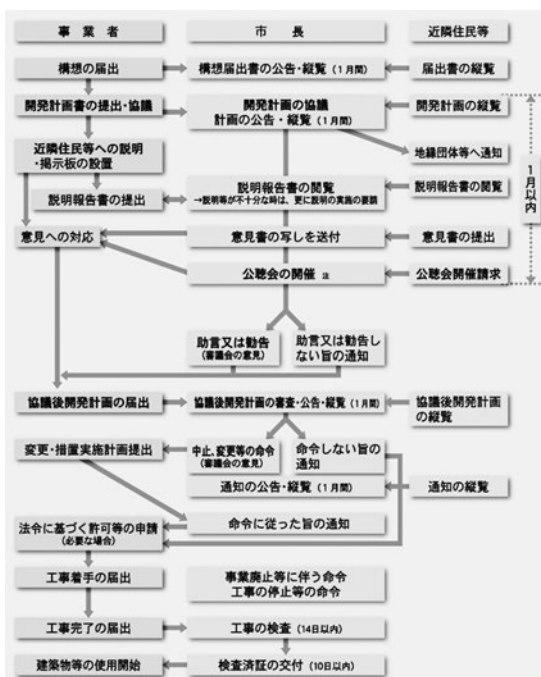 事業者 市長 近隣住民等
構想の届出 構想届出書の公告・縦覧(1月間) 届出書の縦覧
開発計画書の提出・協議 開発計画の協議 開発計画の縦覧
計画の公告・縦覧(1月間)
近隣住民等への説明
・掲示板の設置
地縁団体等へ通知
説明報告書の提出 説明報告書の閲覧 説明報告書の閲覧
→説明等が不十分な時は、更に説明の実施の要請
1月以内
意見への対応 意見書の写しを送付 意見書の提出
公聴会の開催 注 公聴会開催請求
助言又は勧告
(審議会の意見)
助言又は勧告し
ない旨の通知
協議後開発計画の届出 協議後開発計画の審査・公告・縦覧(1月間) 協議後開発計画
の縦覧
変更・措置実施計画提出 中止、変更等の命令
(審議会の意見)
命令しない旨の
通知
通知の公告・縦覧(1月間) 通知の縦覧
法令に基づく許可等の申請
(必要な場合)
命令に従った旨の通知
工事着手の届出 事業廃止等に伴う命令
工事の停止等の命令
工事完了の届出 工事の検査(14日以内)
建築物等の使用開始 検査済証の交付(10日以内)